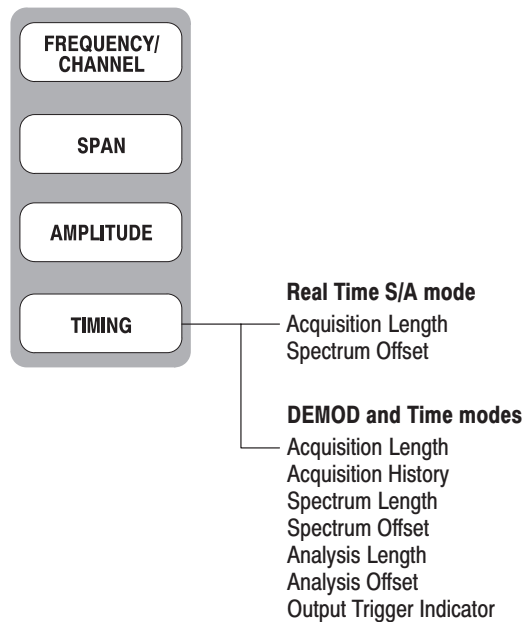 FREQUENCY/
CHANNEL
SPAN
AMPLITUDE
TIMING
Real Time S/A mode
Acquisition Length
Spectrum Offset
DEMOD and Time modes
Acquisition Length
Acquisition History
Spectrum Length
Spectrum Offset
Analysis Length
Analysis Offset
Output Trigger Indicator